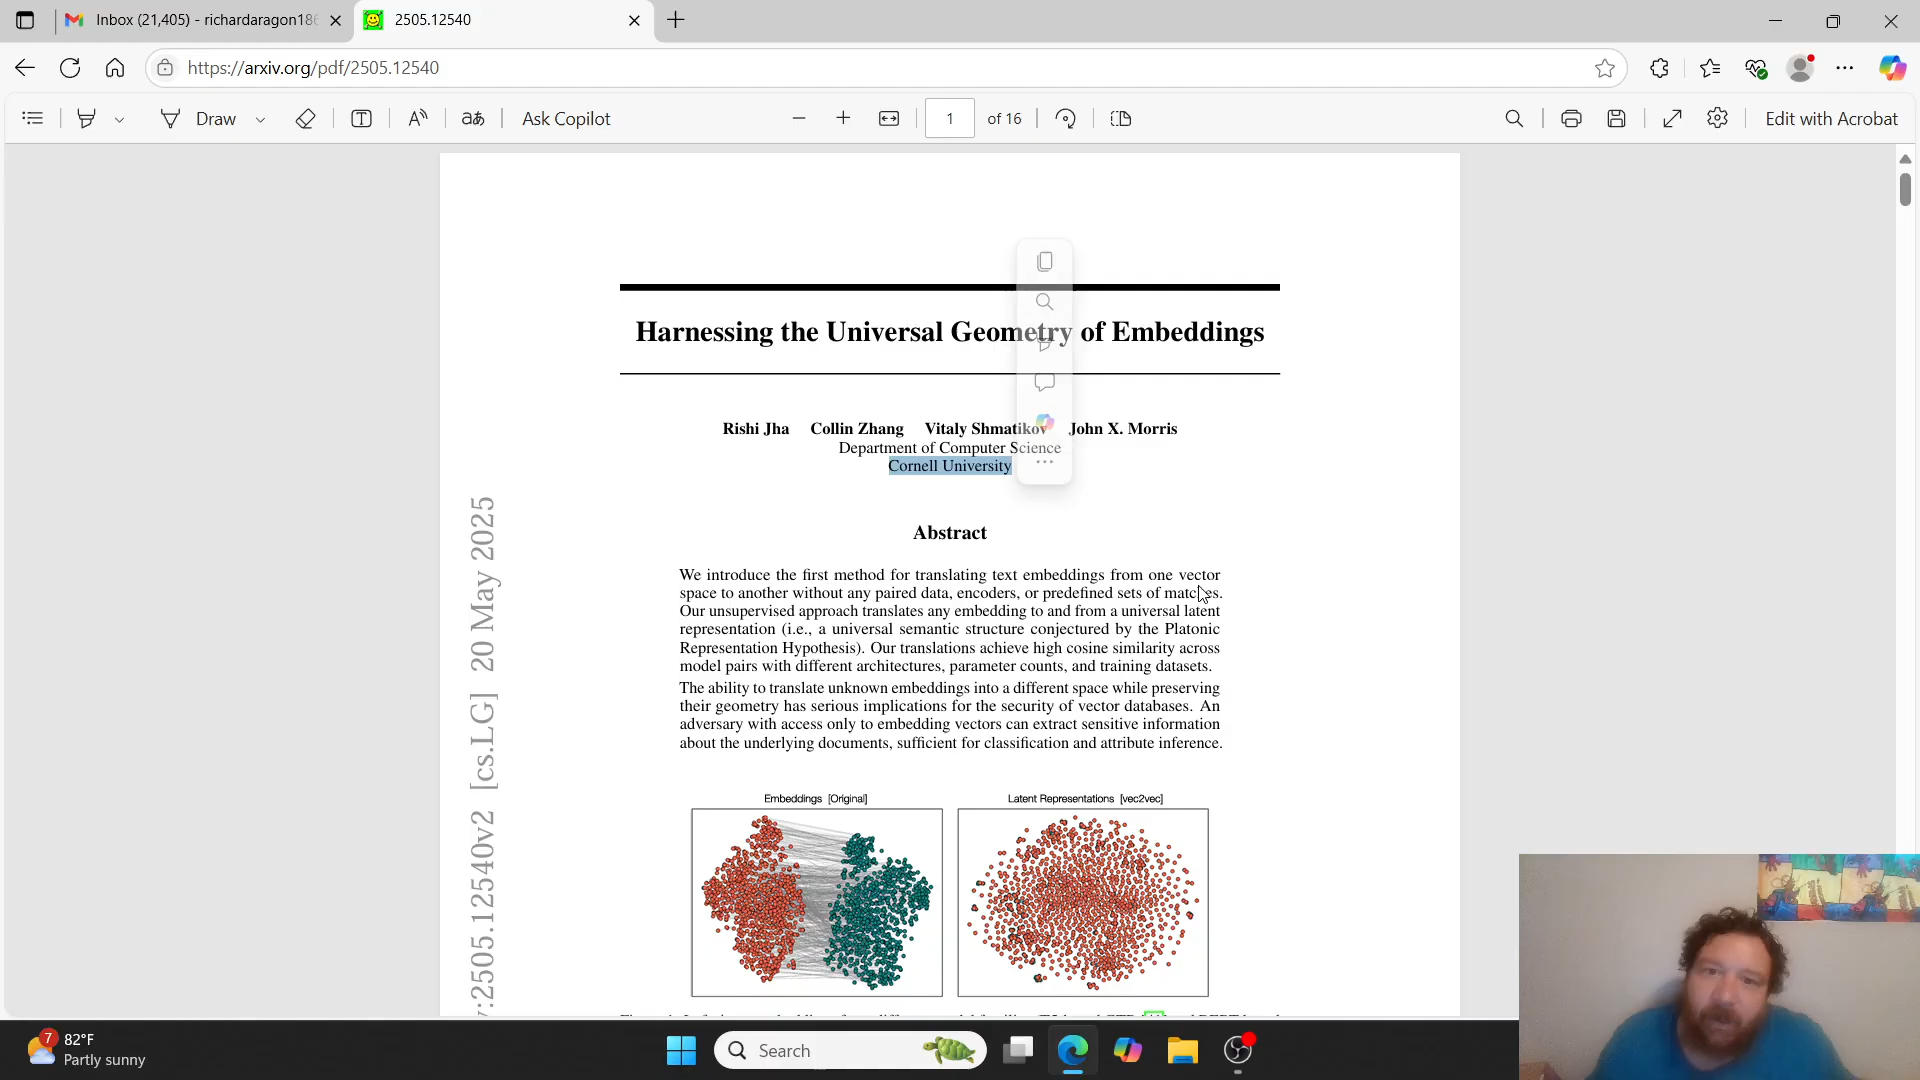 Inbox (21,405) - richardaragon18
2505.12540
https://arxiv.org/pdf/2505.12540
Draw
aあ
Ask Copilot
1
of 16
Edit with Acrobat
Harnessing the Universal Geometry of Embeddings
Rishi Jha Collin Zhang Vitaly Shmatikov John X. Morris
Department of Computer Science
Cornell University
Abstract
We introduce the first method for translating text embeddings from one vector
space to another without any paired data, encoders, or predefined sets of matches.
Our unsupervised approach translates any embedding to and from a universal latent
representation (i.e., a universal semantic structure conjectured by the Platonic
Representation Hypothesis). Our translations achieve high cosine similarity across
model pairs with different architectures, parameter counts, and training datasets.
The ability to translate unknown embeddings into a different space while preserving
their geometry has serious implications for the security of vector databases. An
adversary with access only to embedding vectors can extract sensitive information
about the underlying documents, sufficient for classification and attribute inference.
Embeddings [Original]
Latent Representations [vec2vec]
:2505.12540v2 [cs.LG] 20 May 2025
7
82°F
Partly sunny
Search